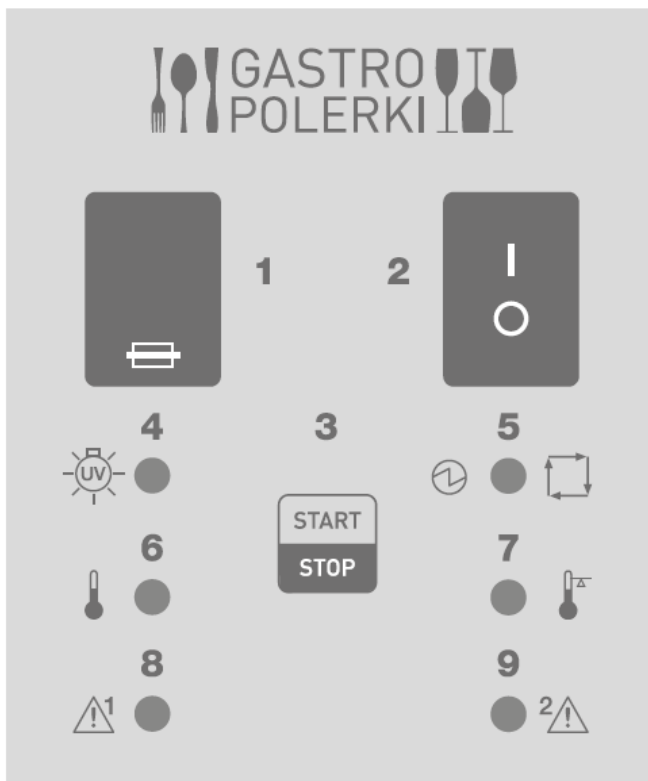 GASTRO
POLERKI
1 2
4 3 5
UV
START
STOP
6 7
8 9
1 2